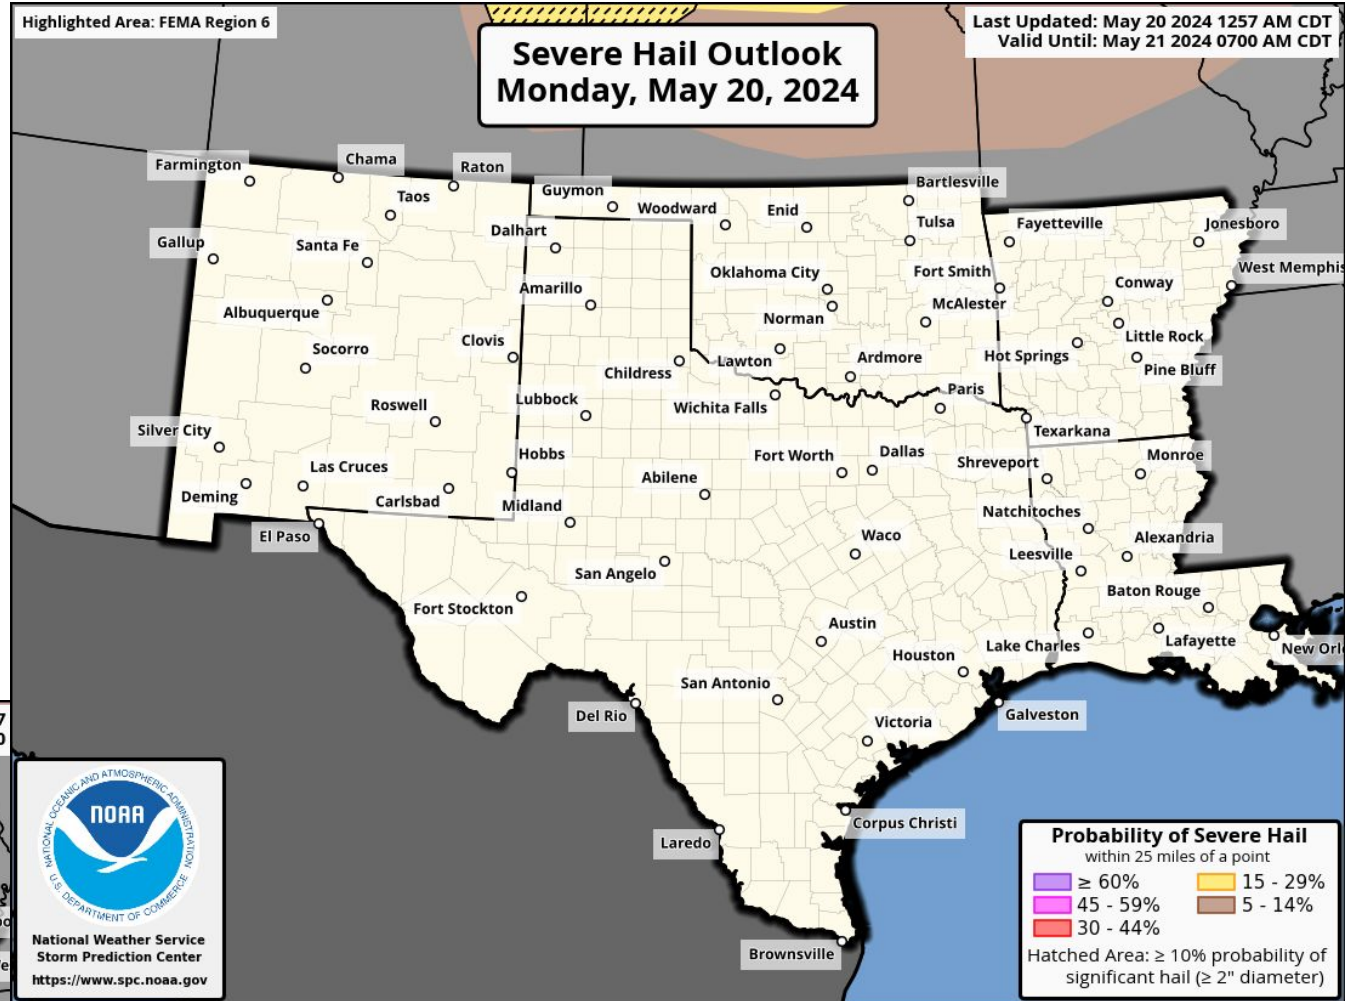 Highlighted Area: FEMA Region 6
Last Updated: May 20 2024 1257 AM CDT
Valid Until: May 21 2024 0700 AM CDT
Severe Hail Outlook
Monday, May 20, 2024
Farmington
Chama
Raton
Taos
Guymon
Woodward
Enid
Bartlesville
Gallup
Santa Fe
Dalhart
Tulsa
Fayetteville
Jonesboro
Amarillo
Oklahoma City
Fort Smith
Conway
West Memphis
Albuquerque
Norman
McAlester
Socorro
Clovis
Childress
Lawton
Ardmore
Hot Springs
Little Rock
Pine Bluff
Roswell
Lubbock
Wichita Falls
Paris
Silver City
Texarkana
Las Cruces
Hobbs
Abilene
Fort Worth
Dallas
Shreveport
Monroe
Deming
Carlsbad
Midland
Natchitoches
El Paso
Waco
Alexandria
San Angelo
Leesville
Fort Stockton
Baton Rouge
Austin
Houston
Lake Charles
Lafayette
New Orl
San Antonio
Del Rio
Victoria
Galveston
Laredo
Corpus Christi
Brownsville
7
0
NATIONAL OCEANIC AND ATMOSPHERIC ADMINISTRATION
NOAA
U.S. DEPARTMENT OF COMMERCE
National Weather Service
Storm Prediction Center
https://www.spc.noaa.gov
Probability of Severe Hail
within 25 miles of a point
≥ 60%
15 - 29%
45 - 59%
5 - 14%
30 - 44%
Hatched Area: ≥ 10% probability of
significant hail (≥ 2" diameter)